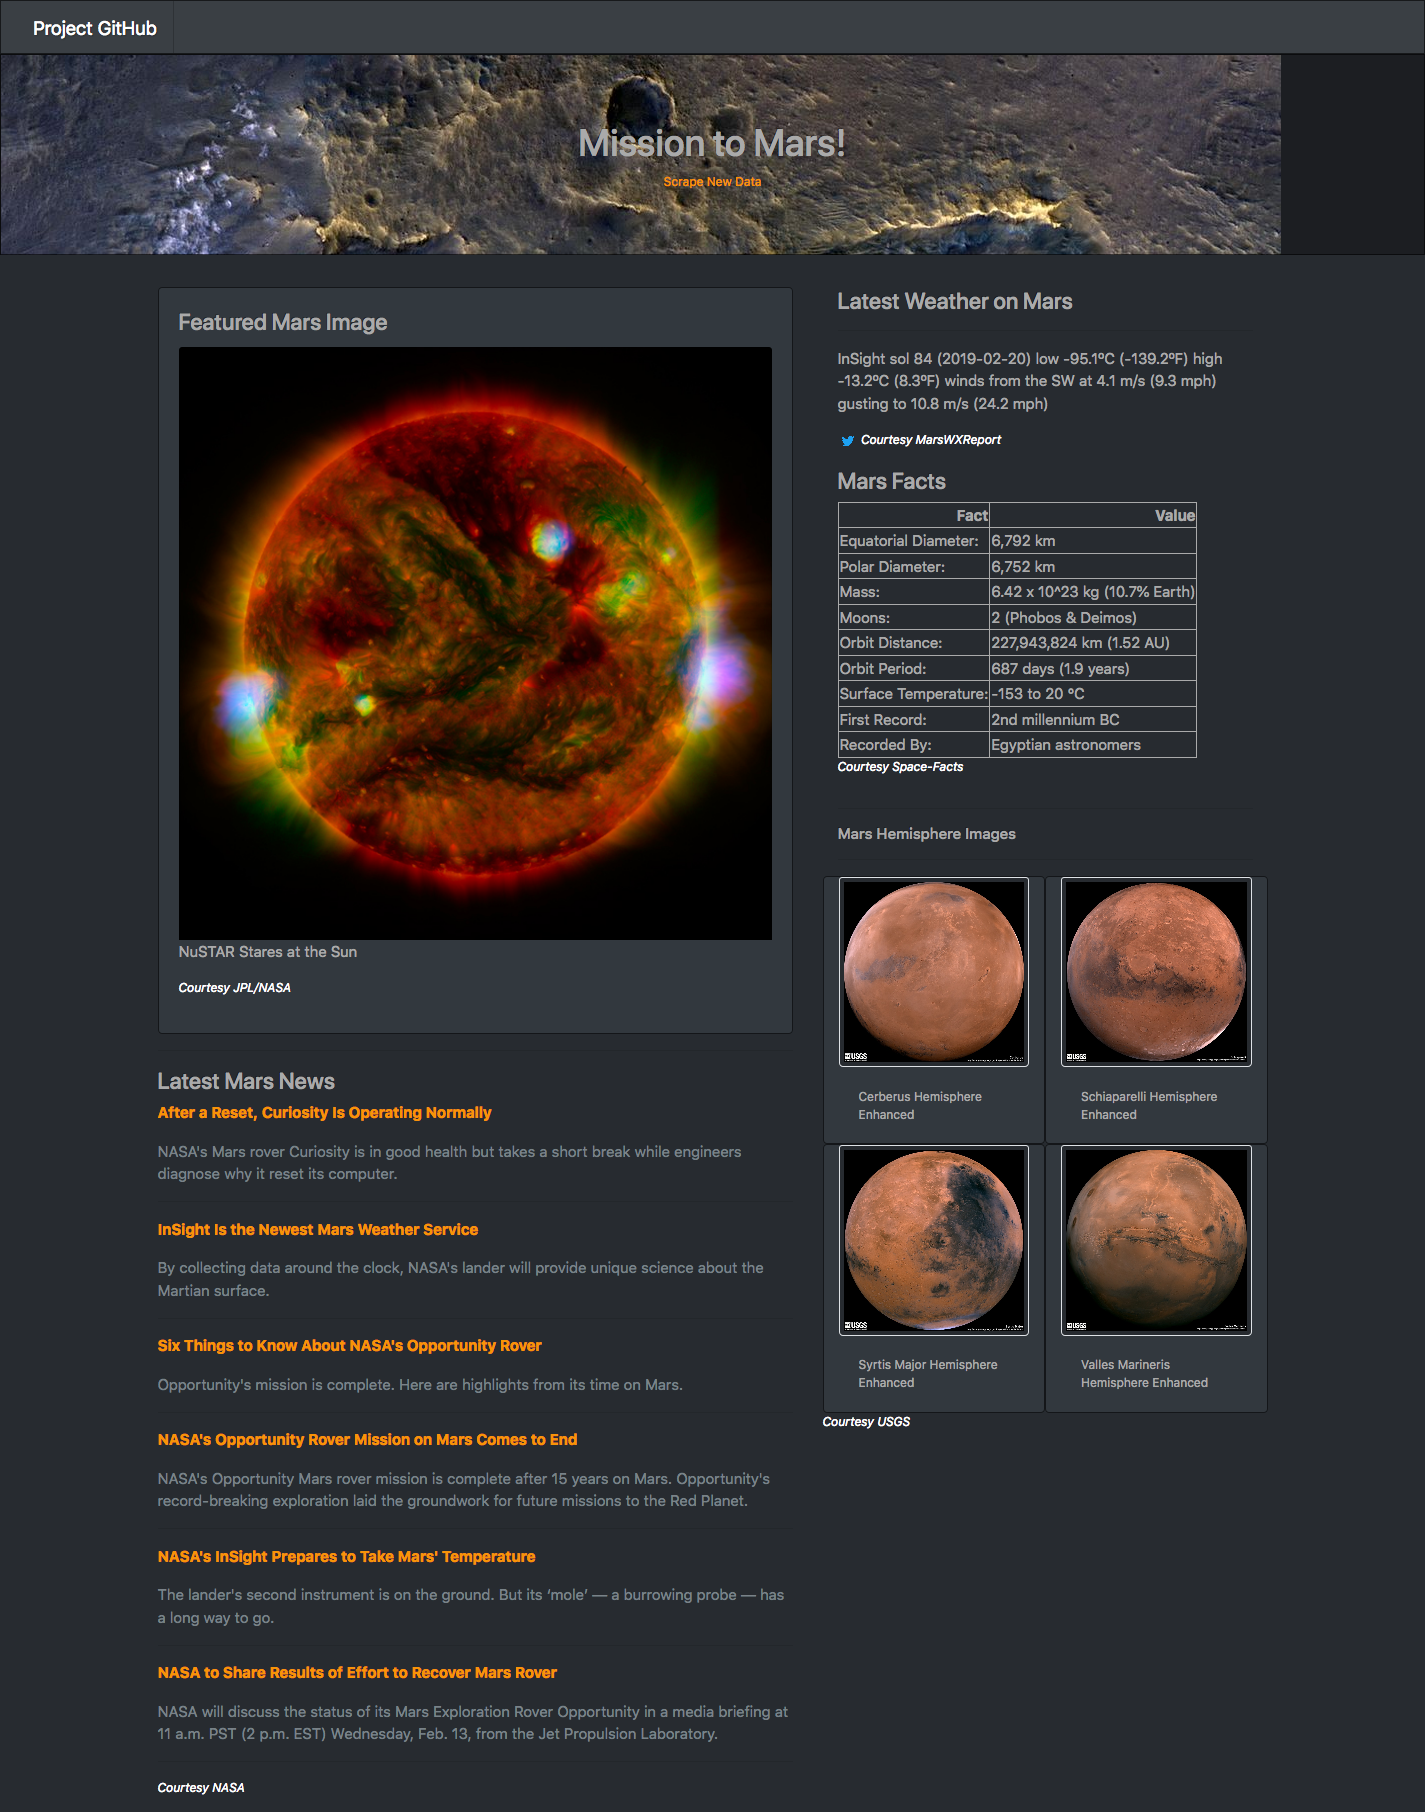 Project GitHub
Mission to Mars!
Scrape New Data
Featured Mars Image
NuSTAR Stares at the Sun
Courtesy JPL/NASA
Latest Mars News
After a Reset, Curiosity Is Operating Normally
NASA's Mars rover Curiosity is in good health but takes a short break while engineers
diagnose why it reset its computer.
InSight Is the Newest Mars Weather Service
By collecting data around the clock, NASA's lander will provide unique science about the
Martian surface.
Six Things to Know About NASA's Opportunity Rover
Opportunity's mission is complete. Here are highlights from its time on Mars.
NASA's Opportunity Rover Mission on Mars Comes to End
NASA's Opportunity Mars rover mission is complete after 15 years on Mars. Opportunity's
record-breaking exploration laid the groundwork for future missions to the Red Planet.
NASA's InSight Prepares to Take Mars' Temperature
The lander's second instrument is on the ground. But its ‘mole’ — a burrowing probe — has
a long way to go.
NASA to Share Results of Effort to Recover Mars Rover
NASA will discuss the status of its Mars Exploration Rover Opportunity in a media briefing at
11 a.m. PST (2 p.m. EST) Wednesday, Feb. 13, from the Jet Propulsion Laboratory.
Courtesy NASA
Latest Weather on Mars
InSight sol 84 (2019-02-20) low -95.1ºC (-139.2ºF) high
-13.2ºC (8.3ºF) winds from the SW at 4.1 m/s (9.3 mph)
gusting to 10.8 m/s (24.2 mph)
Courtesy MarsWXReport
Mars Facts
Fact Value
Equatorial Diameter: 6,792 km
Polar Diameter: 6,752 km
Mass: 6.42 x 10^23 kg (10.7% Earth)
Moons: 2 (Phobos & Deimos)
Orbit Distance: 227,943,824 km (1.52 AU)
Orbit Period: 687 days (1.9 years)
Surface Temperature: -153 to 20 °C
First Record: 2nd millennium BC
Recorded By: Egyptian astronomers
Courtesy Space-Facts
Mars Hemisphere Images
USGS
Cerberus Hemisphere
Enhanced
USGS
Schiaparelli Hemisphere
Enhanced
USGS
Syrtis Major Hemisphere
Enhanced
USGS
Valles Marineris
Hemisphere Enhanced
Courtesy USGS